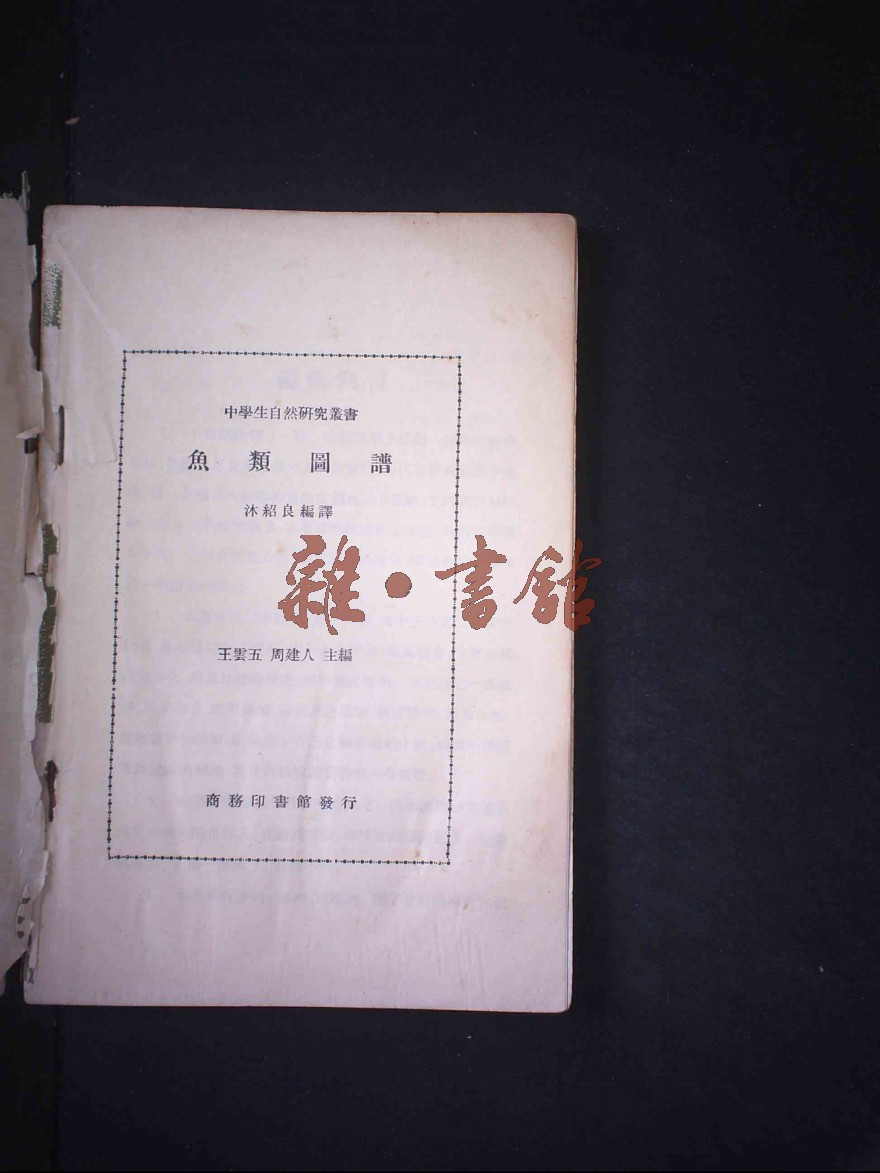 中學生自然研究叢書
魚類圖譜
沐紹良編譯
雜·書館
王雲五 周建人 主編
商務印書館發行